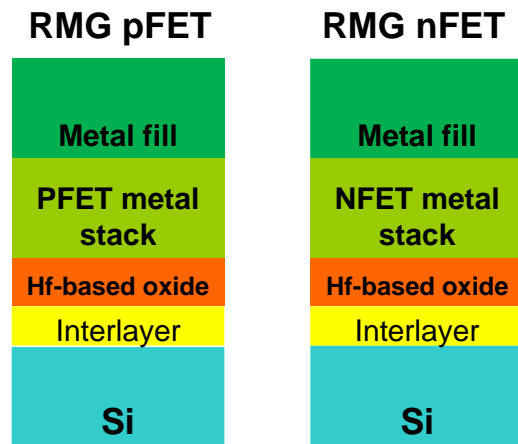 RMG pFET
Metal fill
PFET metal
stack
Hf-based oxide
Interlayer
Si
RMG nFET
Metal fill
NFET metal
stack
Hf-based oxide
Interlayer
Si